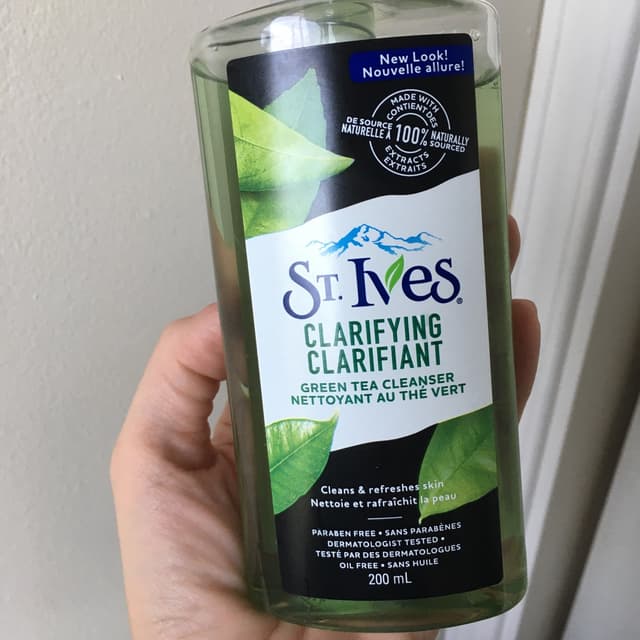 New Look!
Nouvelle allure!
MADE WITH
CONTIENT DES
DE SOURCE
NATURELLE À 100% NATURALLY
SOURCED
EXTRACTS
EXTRAITS
ST. IVES®
CLARIFYING
CLARIFIANT
GREEN TEA CLEANSER
NETTOYANT AU THÉ VERT
Cleans & refreshes skin
Nettoie et rafraîchit la peau
PARABEN FREE • SANS PARABÈNES
DERMATOLOGIST TESTED •
TESTÉ PAR DES DERMATOLOGUES
OIL FREE • SANS HUILE
200 mL